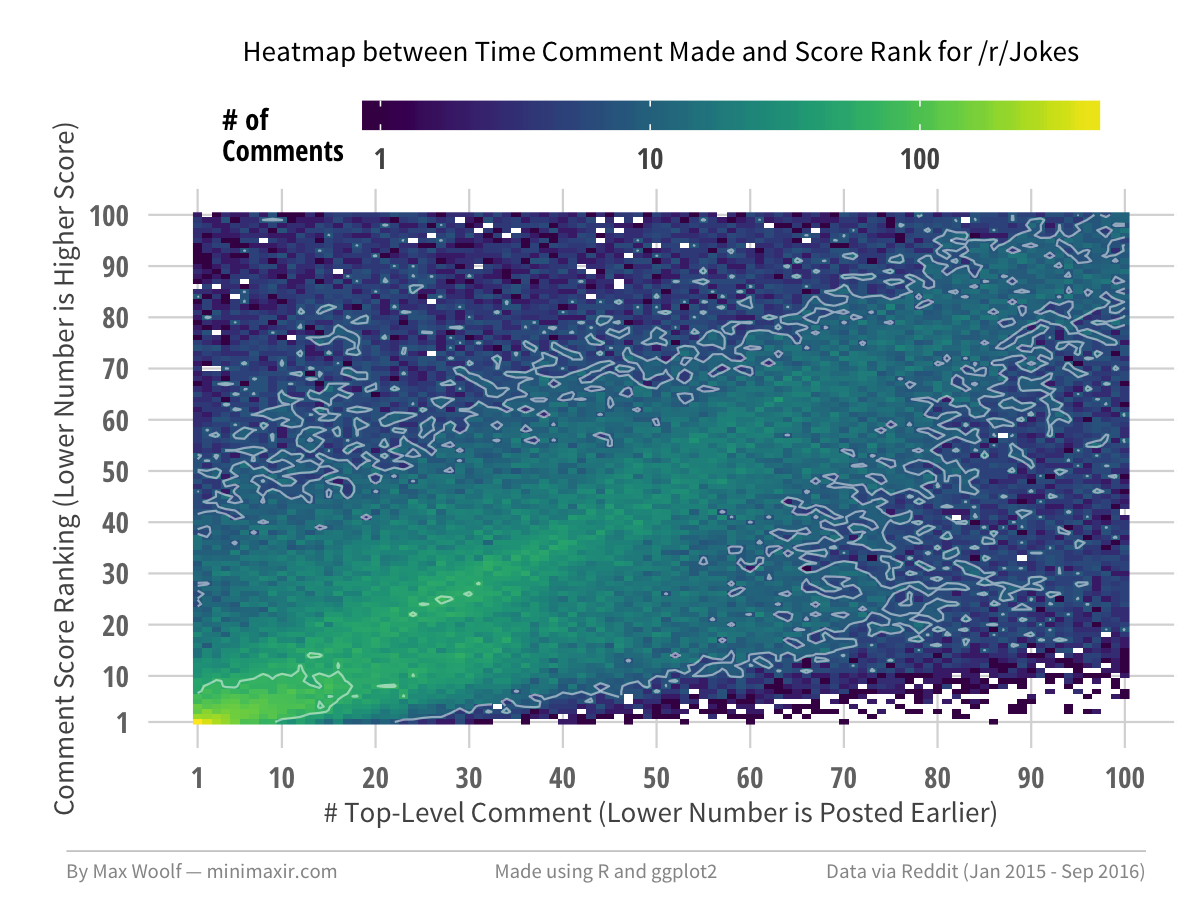 Heatmap between Time Comment Made and Score Rank for /r/Jokes
# of
Comments
1 10 100
Comment Score Ranking (Lower Number is Higher Score)
100
90
80
70
60
50
40
30
20
10
1
1 10 20 30 40 50 60 70 80 90 100
# Top-Level Comment (Lower Number is Posted Earlier)
By Max Woolf — minimaxir.com
Made using R and ggplot2
Data via Reddit (Jan 2015 - Sep 2016)